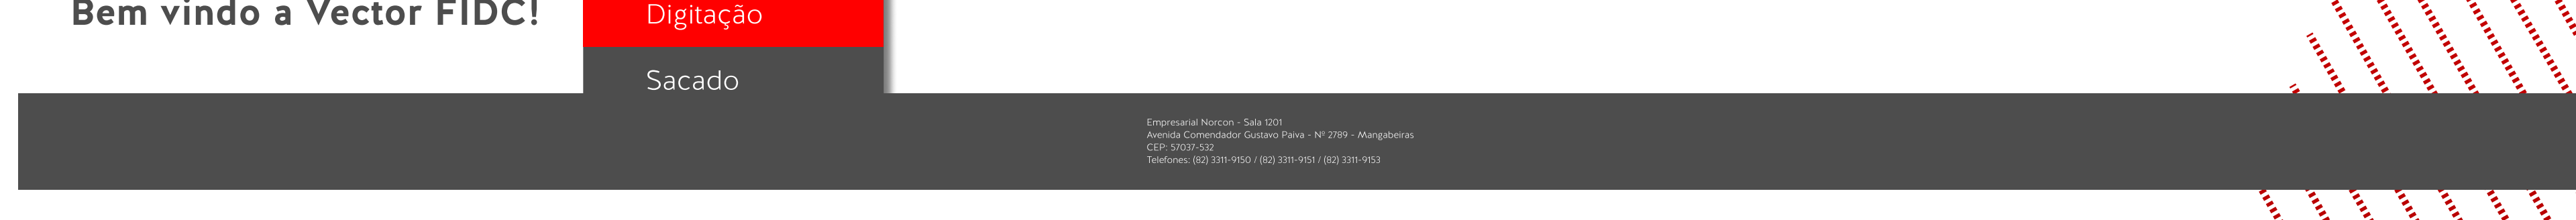 Bem vindo a Vector FIDC!
Digitação
Sacado
Empresarial Norcon - Sala 1201
Avenida Comendador Gustavo Paiva - Nº 2789 - Mangabeiras
CEP: 57037-532
Telefones: (82) 3311-9150 / (82) 3311-9151 / (82) 3311-9153